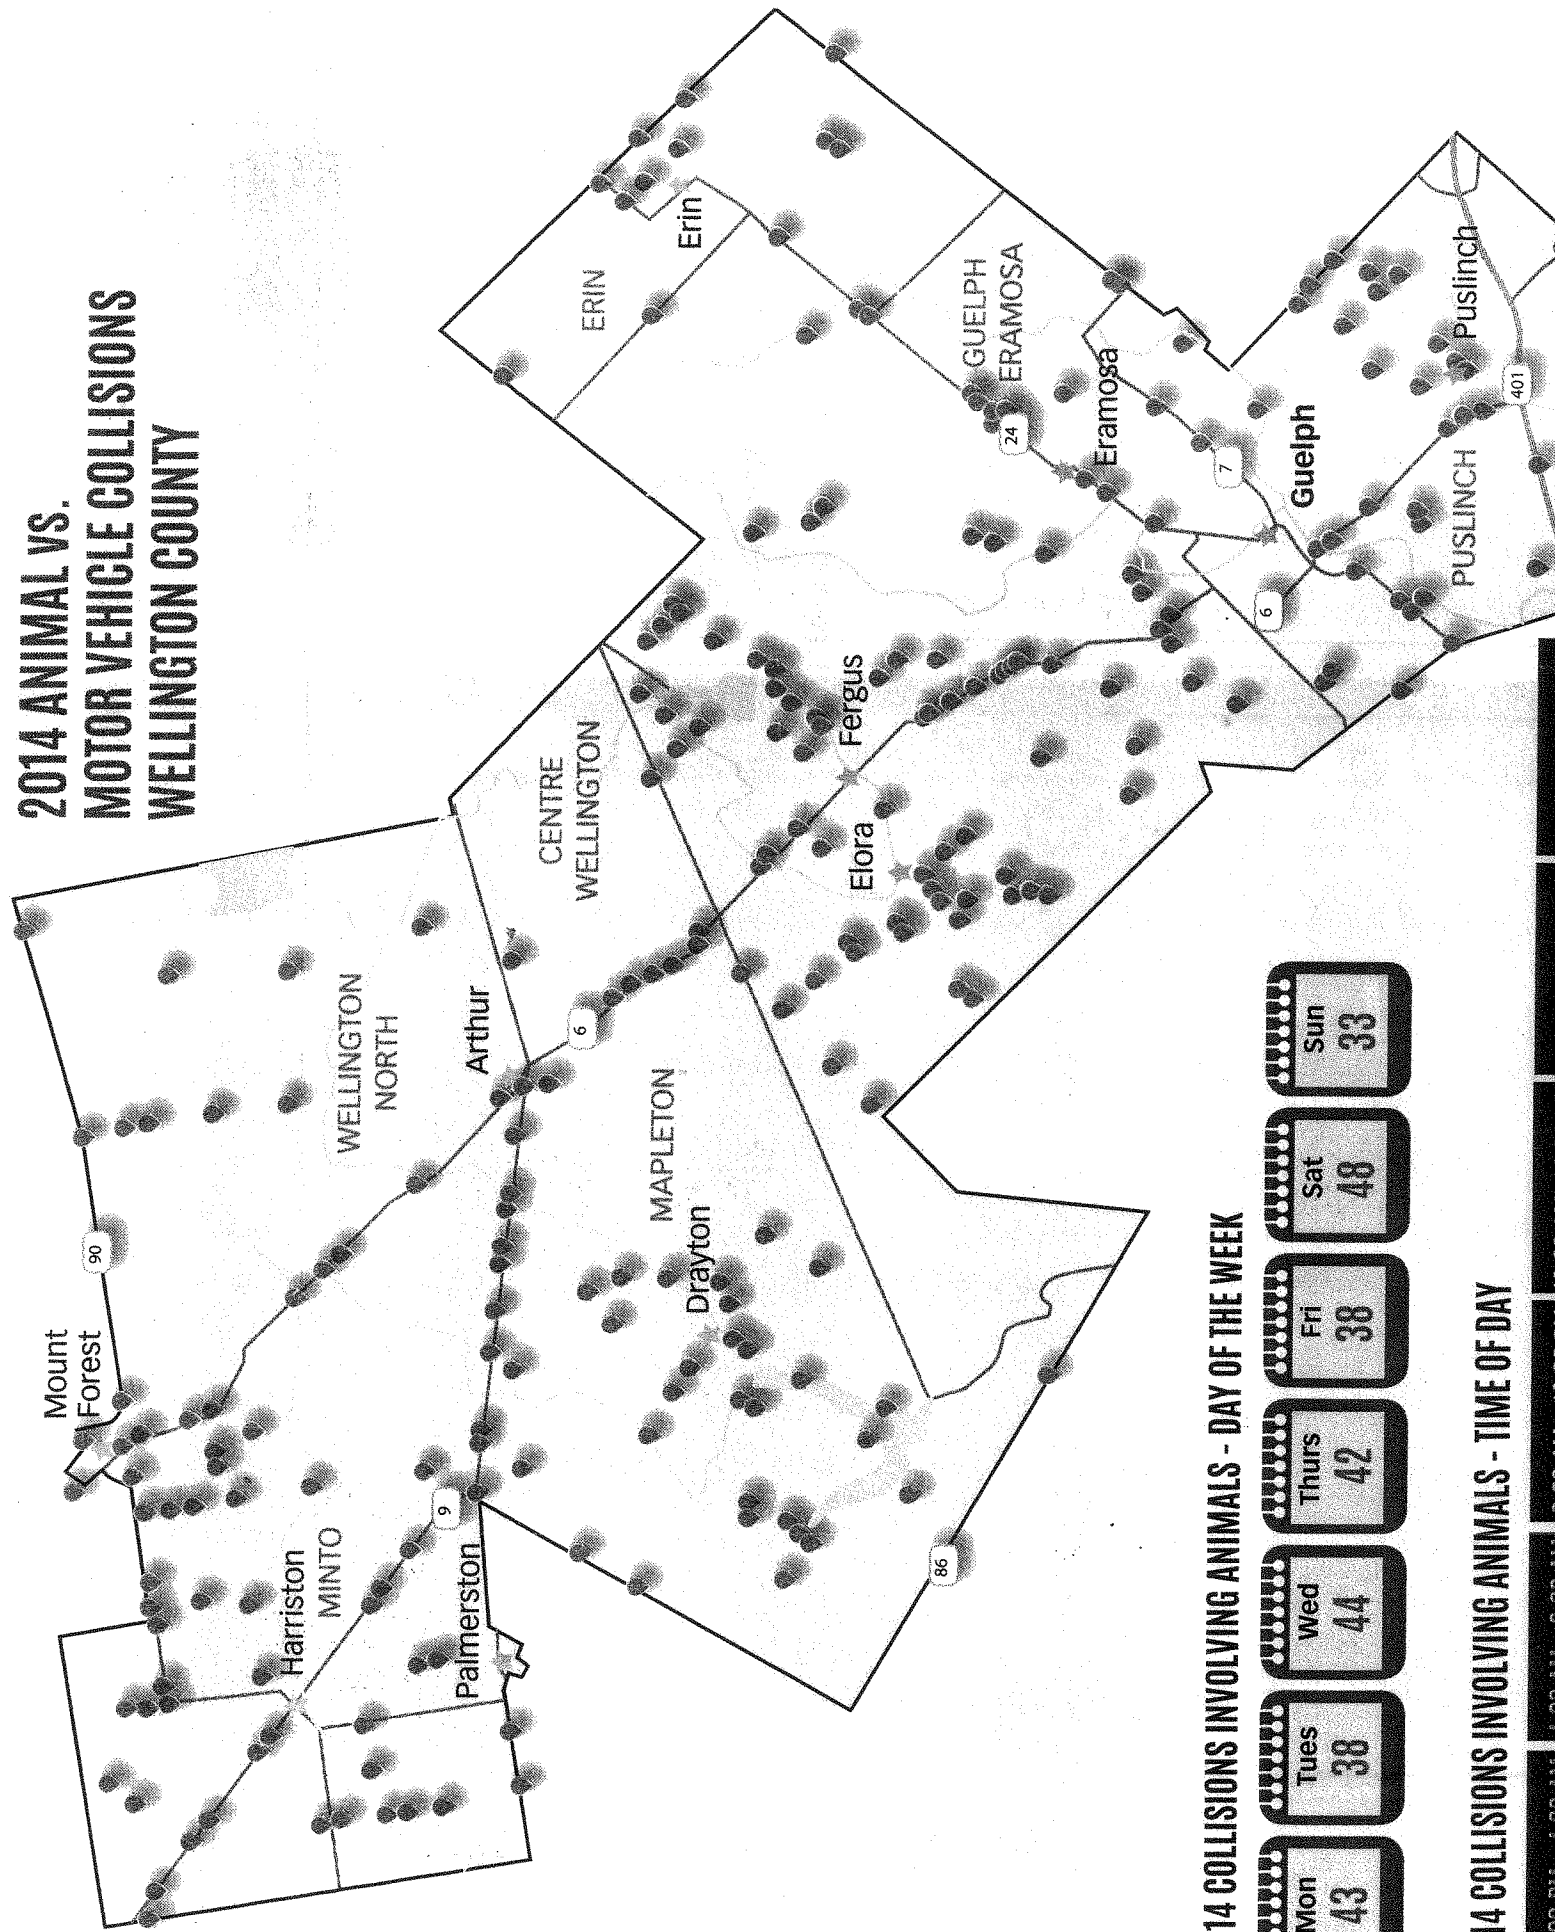 2014 ANIMAL VS.
MOTOR VEHICLE COLLISIONS
WELLINGTON COUNTY
Mount
Forest
90
WELLINGTON
NORTH
Arthur
6
Harriston
MINTO
9
Palmerston
CENTRE
WELLINGTON
MAPLETON
Drayton
86
Fergus
Elora
ERIN
Erin
GUELPH
ERAMOSA
24
Eramosa
7
Guelph
6
PUSLINCH
Puslinch
401
14 COLLISIONS INVOLVING ANIMALS - DAY OF THE WEEK
Mon Tues Wed Thurs Fri Sat Sun
43 38 44 42 38 48 33
14 COLLISIONS INVOLVING ANIMALS - TIME OF DAY